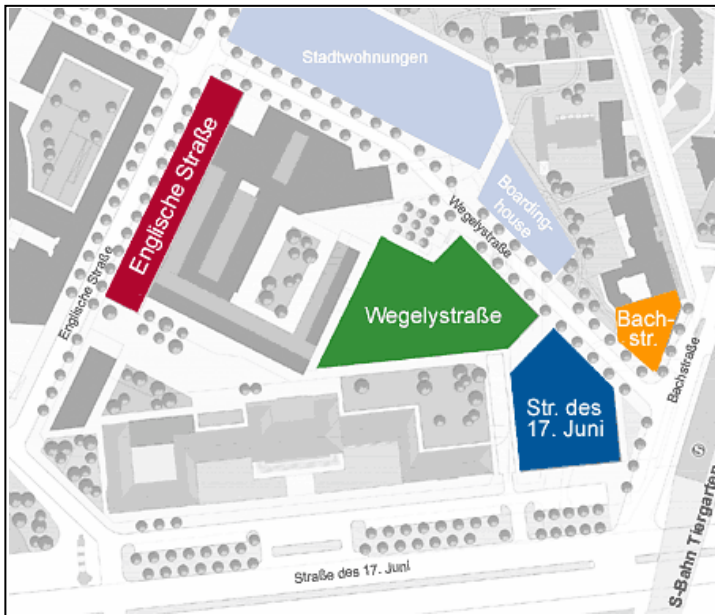 Stadtwohnungen
Englische Straße
Boarding-
house
Wegelystraße
Englische Straße
Wegelystraße
Bach-
str.
Bachstraße
Str. des
17. Juni
S
S-Bahn Tiergarten
Straße des 17. Juni